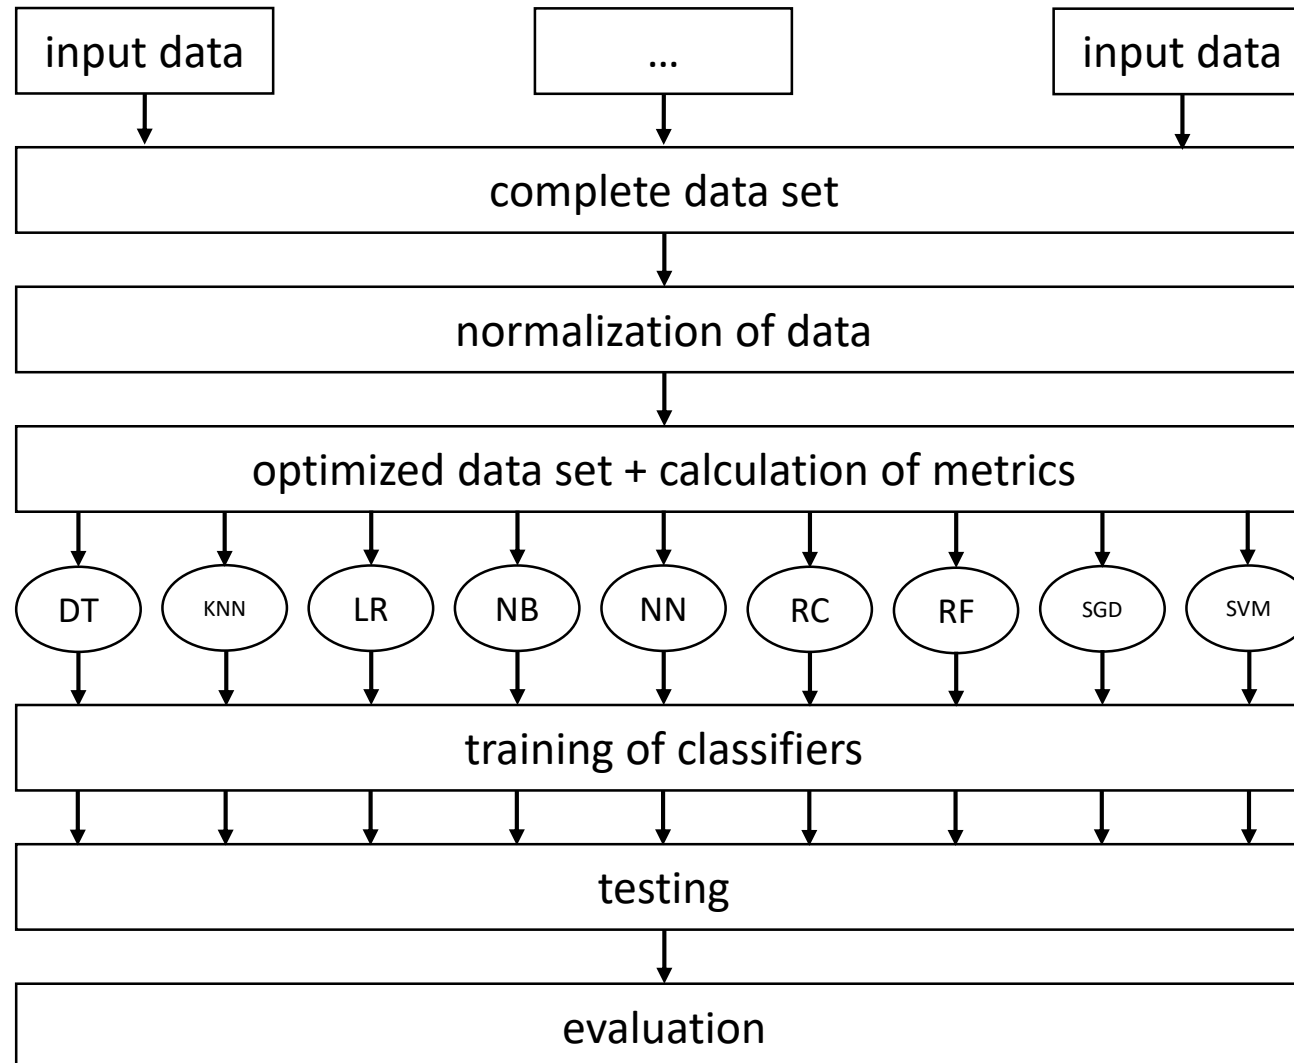 input data
...
input data
complete data set
normalization of data
optimized data set + calculation of metrics
DT
KNN
LR
NB
NN
RC
RF
SGD
SVM
training of classifiers
testing
evaluation